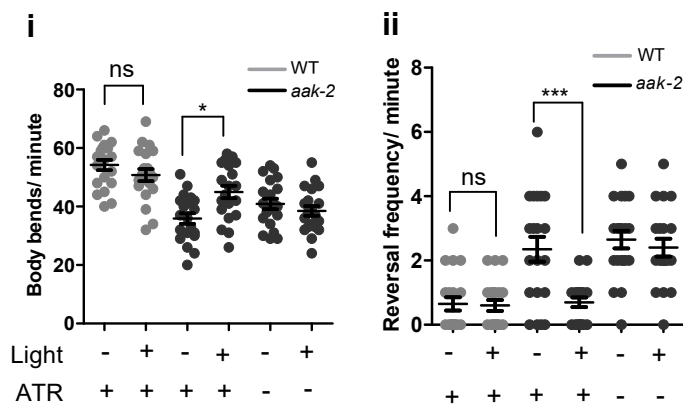 i
ns
*
WT
aak-2
Body bends/ minute
80
60
40
20
0
Light - + - + - +
ATR + + + + - -
ii
WT
aak-2
***
ns
Reversal frequency/ minute
8
6
4
2
0
- + - + - +
+ + + + - -